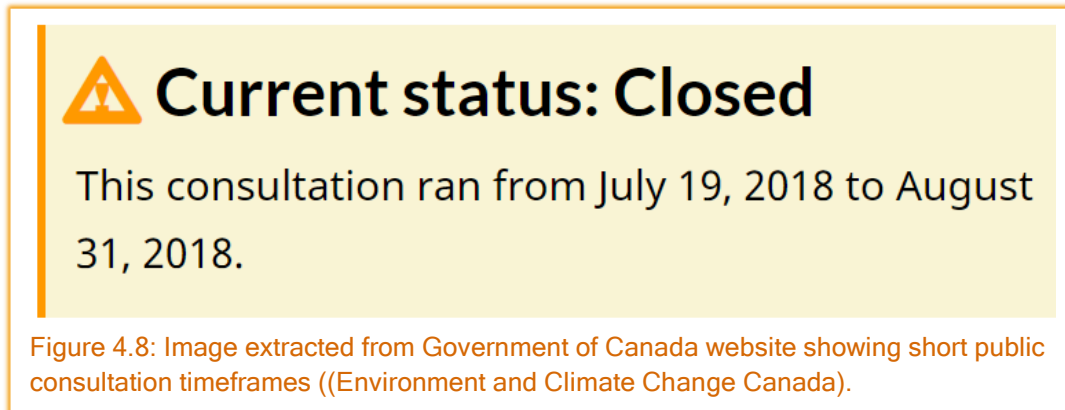 Current status: Closed
This consultation ran from July 19, 2018 to August
31, 2018.
Figure 4.8: Image extracted from Government of Canada website showing short public
consultation timeframes ((Environment and Climate Change Canada).